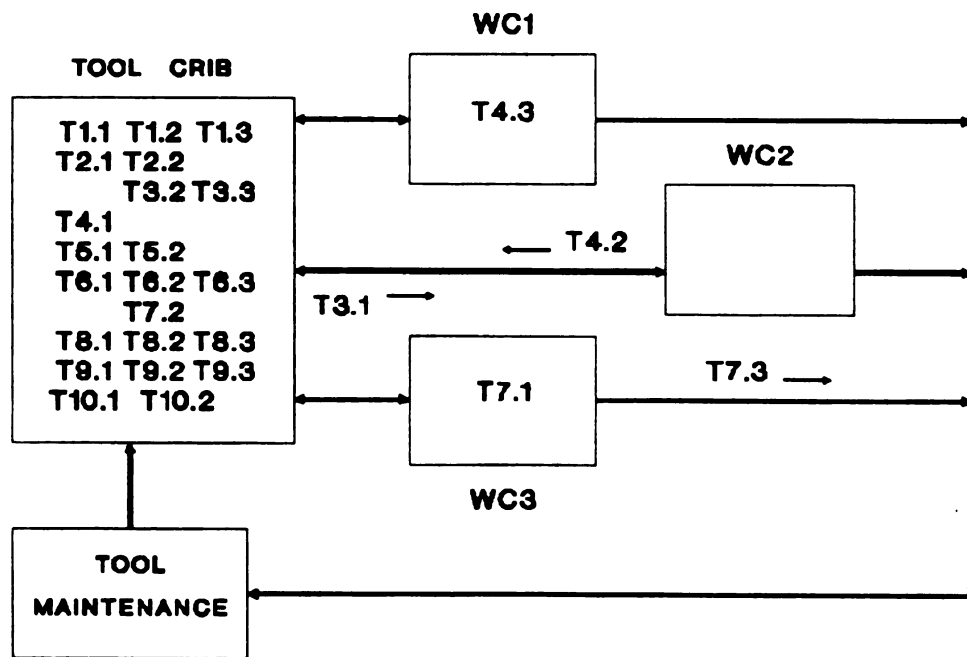 WC1
TOOL CRIB
T4.3
T1.1 T1.2 T1.3
T2.1 T2.2
T3.2 T3.3
T4.1
T5.1 T5.2
T6.1 T6.2 T6.3
T7.2
T8.1 T8.2 T8.3
T9.1 T9.2 T9.3
T10.1 T10.2
WC2
T4.2
T3.1
T7.3
T7.1
WC3
TOOL
MAINTENANCE